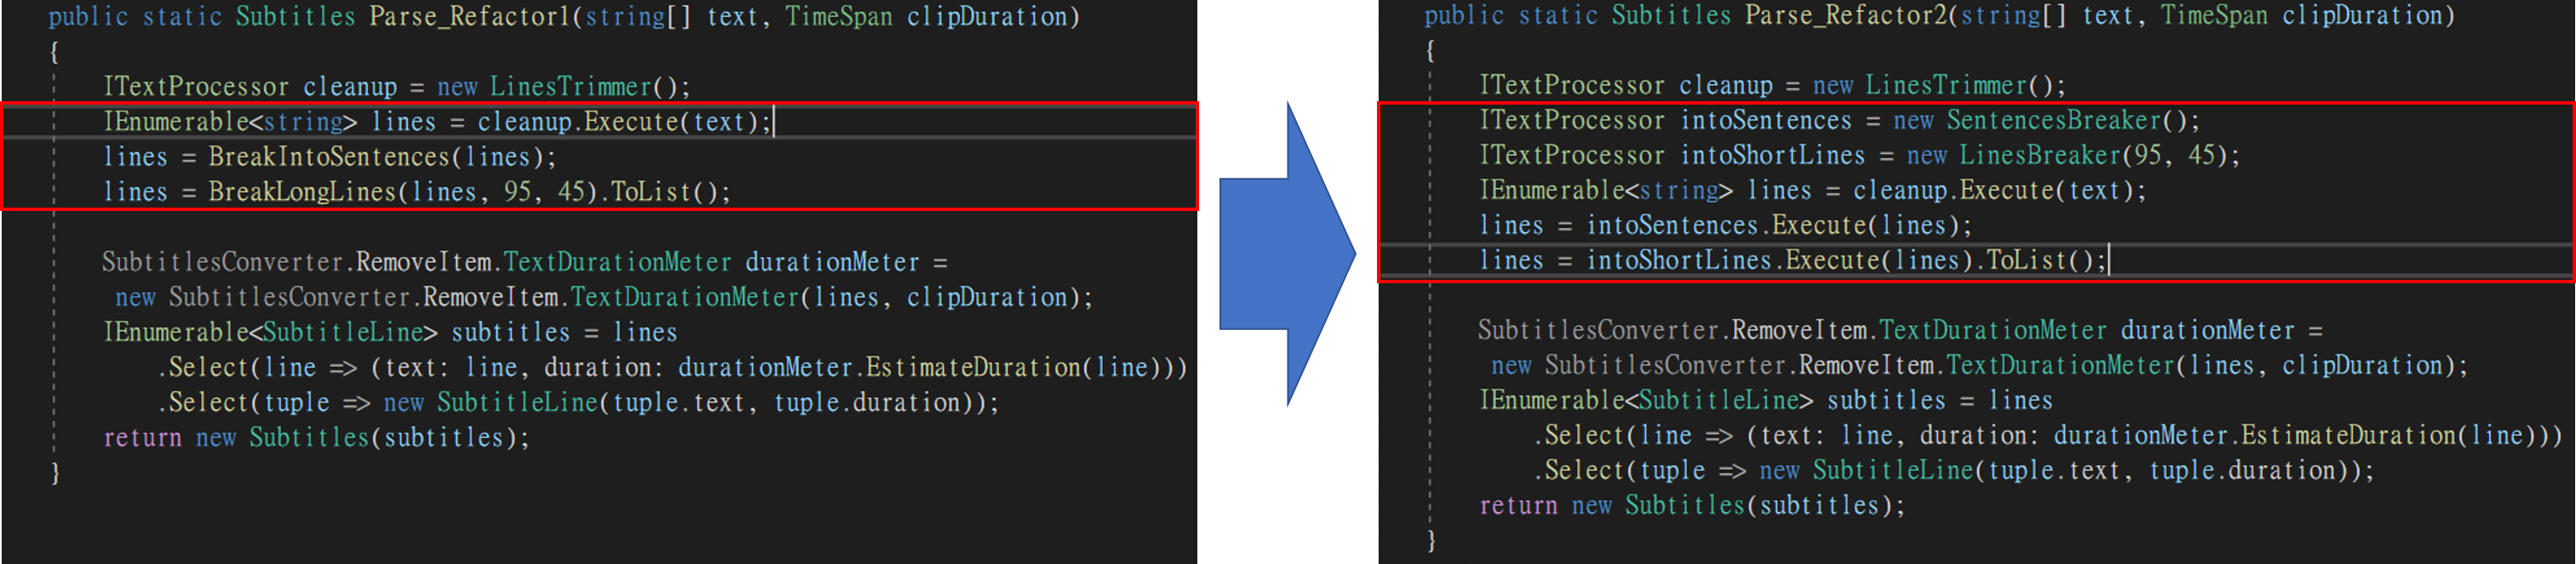 public static Subtitles Parse_Refactor1(string[] text, TimeSpan clipDuration)
{
ITextProcessor cleanup = new LinesTrimmer();
IEnumerable<string> lines = cleanup.Execute(text);
lines = BreakIntoSentences(lines);
lines = BreakLongLines(lines, 95, 45).ToList();
SubtitlesConverter.RemoveItem.TextDurationMeter durationMeter =
new SubtitlesConverter.RemoveItem.TextDurationMeter(lines, clipDuration);
IEnumerable<SubtitleLine> subtitles = lines
.Select(line => (text: line, duration: durationMeter.EstimateDuration(line)))
.Select(tuple => new SubtitleLine(tuple.text, tuple.duration));
return new Subtitles(subtitles);
}
public static Subtitles Parse_Refactor2(string[] text, TimeSpan clipDuration)
{
ITextProcessor cleanup = new LinesTrimmer();
ITextProcessor intoSentences = new SentencesBreaker();
ITextProcessor intoShortLines = new LinesBreaker(95, 45);
IEnumerable<string> lines = cleanup.Execute(text);
lines = intoSentences.Execute(lines);
lines = intoShortLines.Execute(lines).ToList();
SubtitlesConverter.RemoveItem.TextDurationMeter durationMeter =
new SubtitlesConverter.RemoveItem.TextDurationMeter(lines, clipDuration);
IEnumerable<SubtitleLine> subtitles = lines
.Select(line => (text: line, duration: durationMeter.EstimateDuration(line)))
.Select(tuple => new SubtitleLine(tuple.text, tuple.duration));
return new Subtitles(subtitles);
}